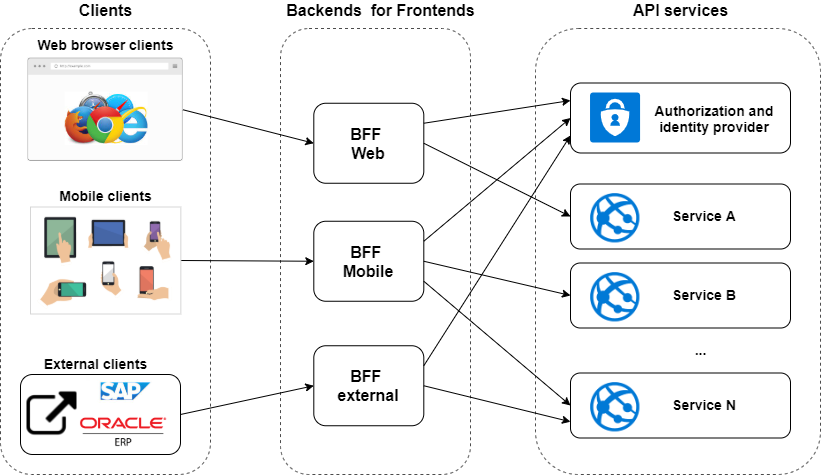 Clients
Backends for Frontends
API services
Web browser clients
BFF
Web
Authorization and
identity provider
Mobile clients
Service A
BFF
Mobile
Service B
...
External clients
SAP
ORACLE
ERP
BFF
external
Service N